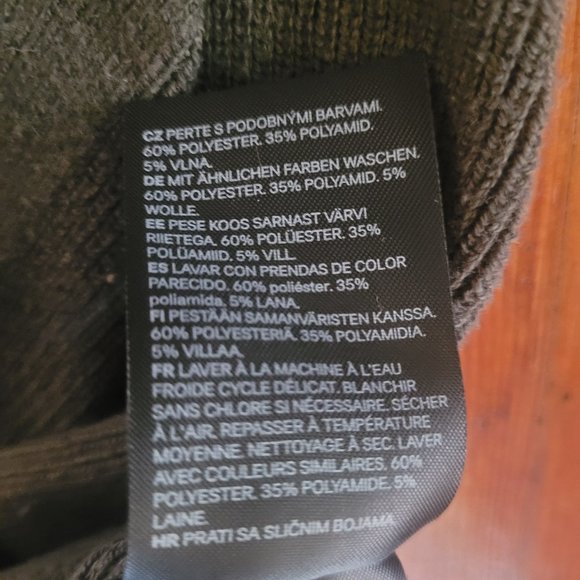 CZ PERTE S PODOBNÝMI BARVAMI.
60% POLYESTER. 35% POLYAMID.
5% VLNA.
DE MIT ÄHNLICHEN FARBEN WASCHEN.
60% POLYESTER. 35% POLYAMID. 5%
WOLLE.
EE PESE KOOS SARNAST VÄRVI
RIIETEGA. 60% POLÜESTER. 35%
POLÜAMIID. 5% VILL.
ES LAVAR CON PRENDAS DE COLOR
PARECIDO. 60% poliéster. 35%
poliamida. 5% LANA.
FI PESTÄÄN SAMANVÄRISTEN KANSSA.
60% POLYESTERIÄ. 35% POLYAMIDIA.
5% VILLAA.
FR LAVER À LA MACHINE À L'EAU
FROIDE CYCLE DÉLICAT. BLANCHIR
SANS CHLORE SI NÉCESSAIRE. SÉCHER
À L'AIR. REPASSER À TEMPÉRATURE
MOYENNE. NETTOYAGE À SEC. LAVER
AVEC COULEURS SIMILAIRES. 60%
POLYESTER. 35% POLYAMIDE. 5%
LAINE.
HR PRATI SA SLIČNIM BOJAMA.